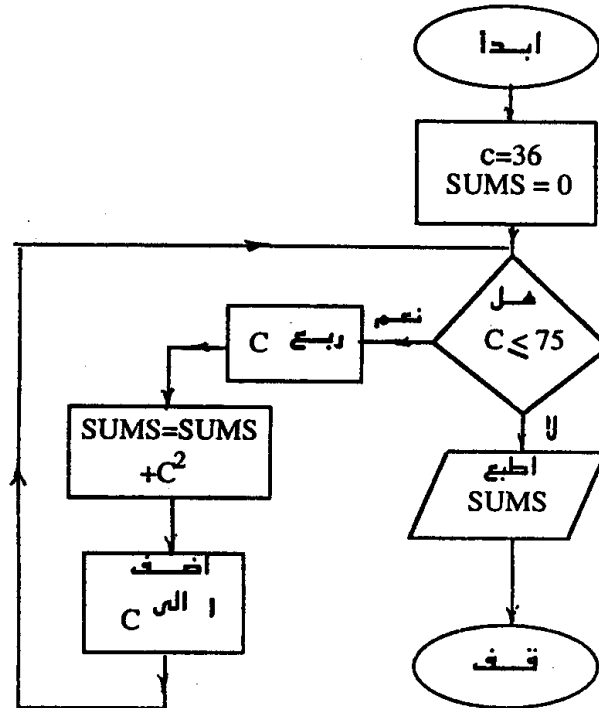 ابدأ
c=36
SUMS = 0
هل
C ≤ 75
نعم
ربع C
SUMS=SUMS
+C²
أضف
١ الى C
لا
اطبع
SUMS
قف